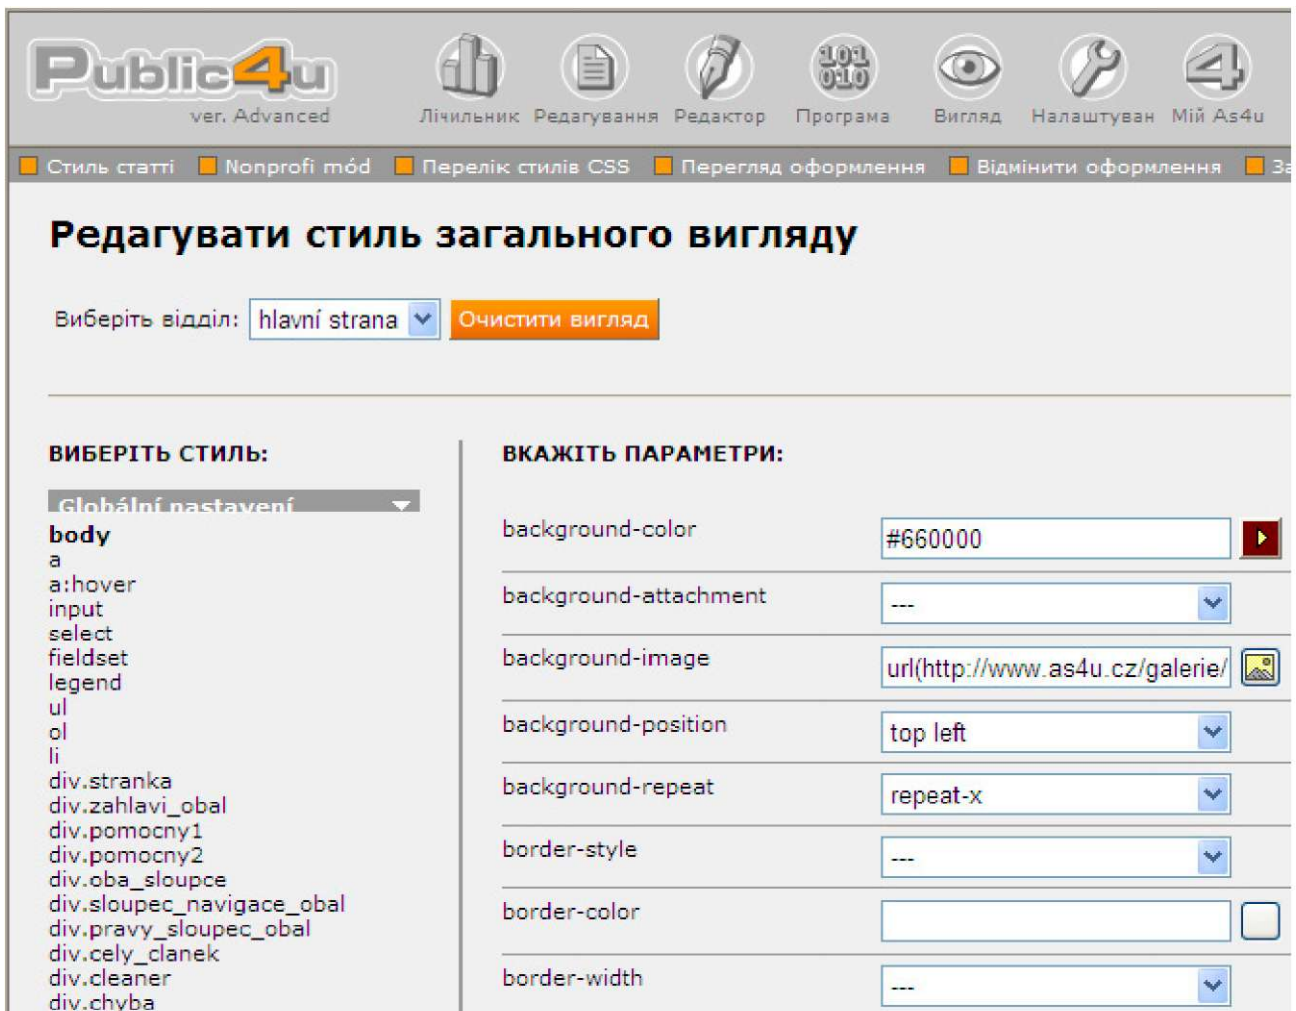 Public4u
ver. Advanced
Лічильник Редагування Редактор Програма Вигляд Налаштуван Мій As4u
Стиль статті Nonprofi mód Перелік стилів CSS Перегляд оформлення Відмінити оформлення За
Редагувати стиль загального вигляду
Виберіть відділ: hlavní strana Очистити вигляд
ВИБЕРІТЬ СТИЛЬ:
Globální nastavení
body
a
a:hover
input
select
fieldset
legend
ul
ol
li
div.stranka
div.zahlavi_obal
div.pomocny1
div.pomocny2
div.oba_sloupce
div.sloupec_navigace_obal
div.pravy_sloupec_obal
div.cely_clanek
div.cleaner
div.chyba
ВКАЖІТЬ ПАРАМЕТРИ:
background-color #660000
background-attachment ---
background-image url(http://www.as4u.cz/galerie/
background-position top left
background-repeat repeat-x
border-style ---
border-color
border-width ---